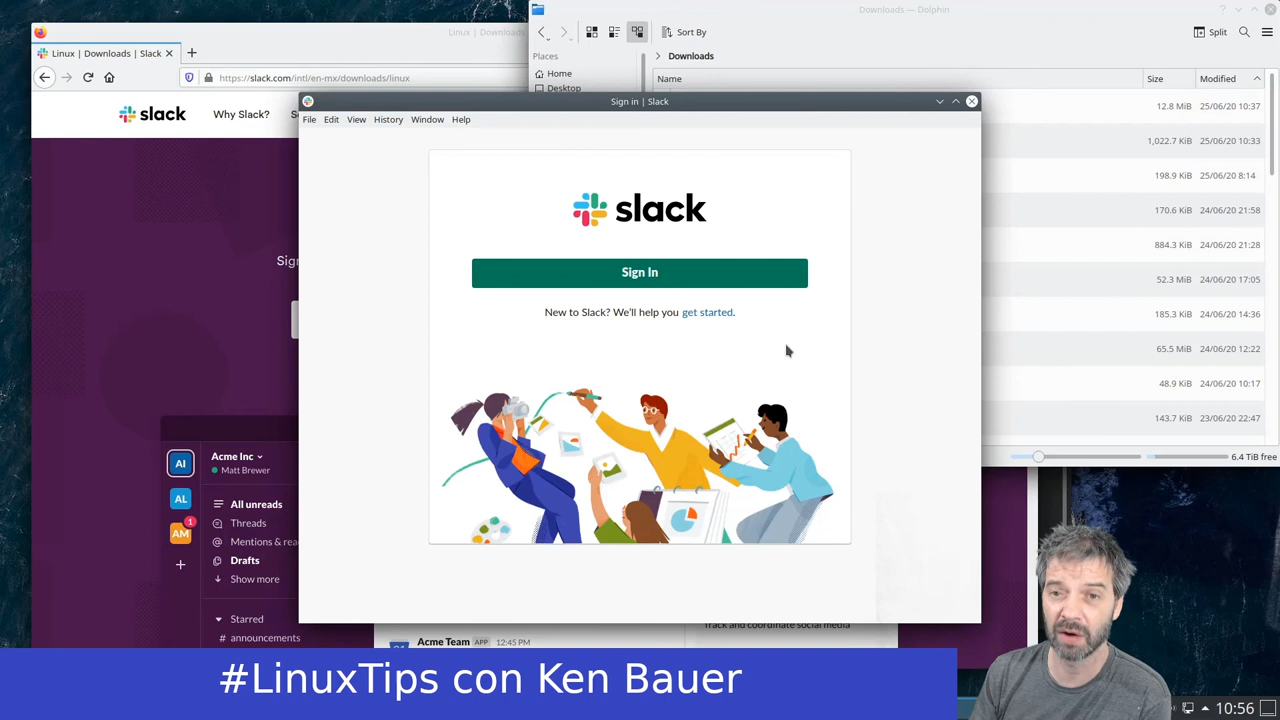 Downloads — Dolphin
Linux | Downloads
Sort By
Split
Linux | Downloads | Slack
Places
Downloads
Home
Name
Size
Modified
https://slack.com/intl/en-mx/downloads/linux
Desktop
slack
Why Slack?
Sign in | Slack
12.8 MiB
25/06/20 10:37
File
Edit
View
History
Window
Help
1,022.7 KiB
25/06/20 10:33
198.9 KiB
25/06/20 8:14
slack
170.6 KiB
24/06/20 21:58
884.3 KiB
24/06/20 21:28
Sign
Sign In
52.3 MiB
24/06/20 17:05
New to Slack? We'll help you get started.
185.3 KiB
24/06/20 14:36
65.5 MiB
24/06/20 12:22
48.9 KiB
24/06/20 10:17
143.7 KiB
23/06/20 22:47
6.4 TiB free
AI
Acme Inc
Matt Brewer
AL
All unreads
Threads
1
AM
Mentions & rea
Drafts
Show more
Starred
# announcements
Track and coordinate social media
Acme Team
APP
12:45 PM
#LinuxTips con Ken Bauer
10:56